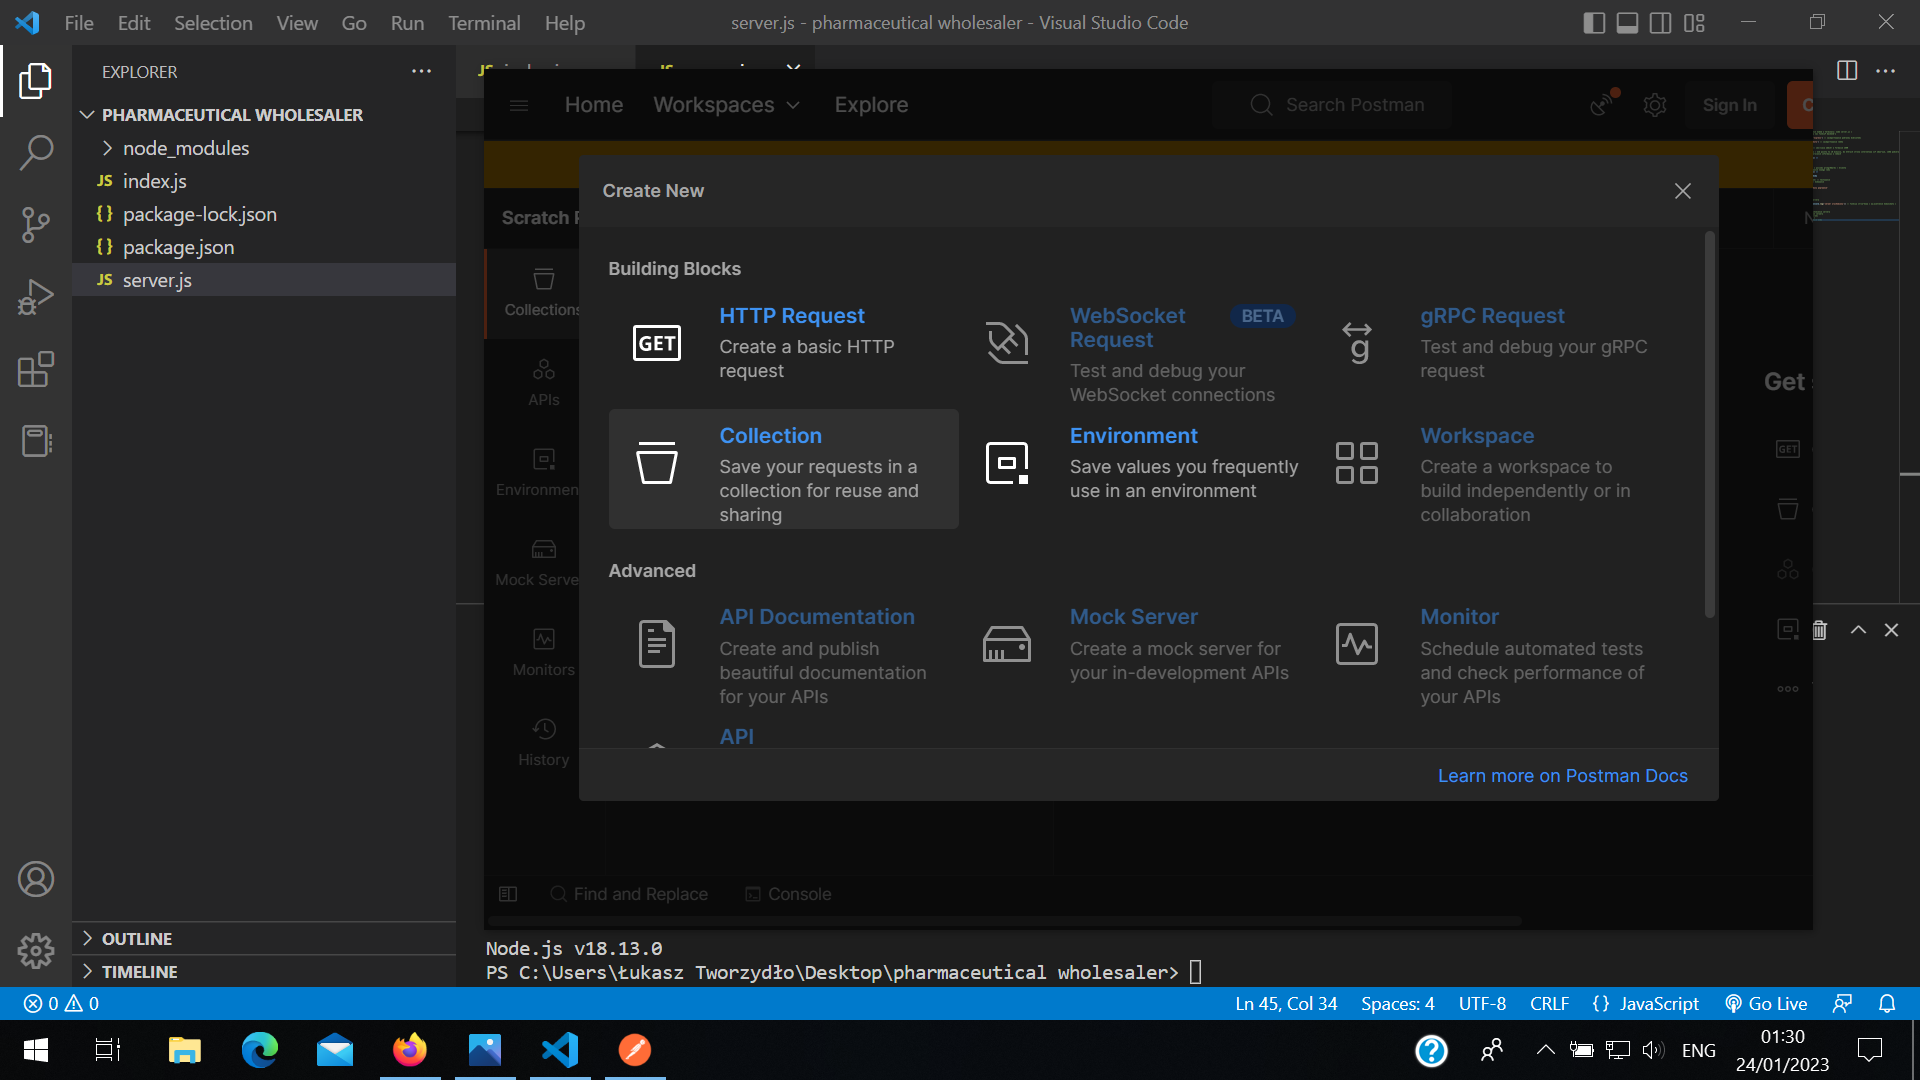 File Edit Selection View Go Run Terminal Help
server.js - pharmaceutical wholesaler - Visual Studio Code
EXPLORER
PHARMACEUTICAL WHOLESALER
node_modules
JS index.js
{} package-lock.json
{} package.json
JS server.js
OUTLINE
TIMELINE
JS
Home Workspaces Explore
Search Postman
Sign In
Scratch
Collections
APIs
Environmen
Mock Serve
Monitors
History
Create New
Building Blocks
GET
HTTP Request
Create a basic HTTP
request
WebSocket
Request
BETA
Test and debug your
WebSocket connections
g
gRPC Request
Test and debug your gRPC
request
Collection
Save your requests in a
collection for reuse and
sharing
Environment
Save values you frequently
use in an environment
Workspace
Create a workspace to
build independently or in
collaboration
Advanced
API Documentation
Create and publish
beautiful documentation
for your APIs
Mock Server
Create a mock server for
your in-development APIs
Monitor
Schedule automated tests
and check performance of
your APIs
API
Learn more on Postman Docs
Get
GET
Find and Replace
Console
Node.js v18.13.0
PS C:\Users\Łukasz Tworzydło\Desktop\pharmaceutical wholesaler>
0 0
Ln 45, Col 34 Spaces: 4 UTF-8 CRLF {} JavaScript Go Live
ENG
01:30
24/01/2023